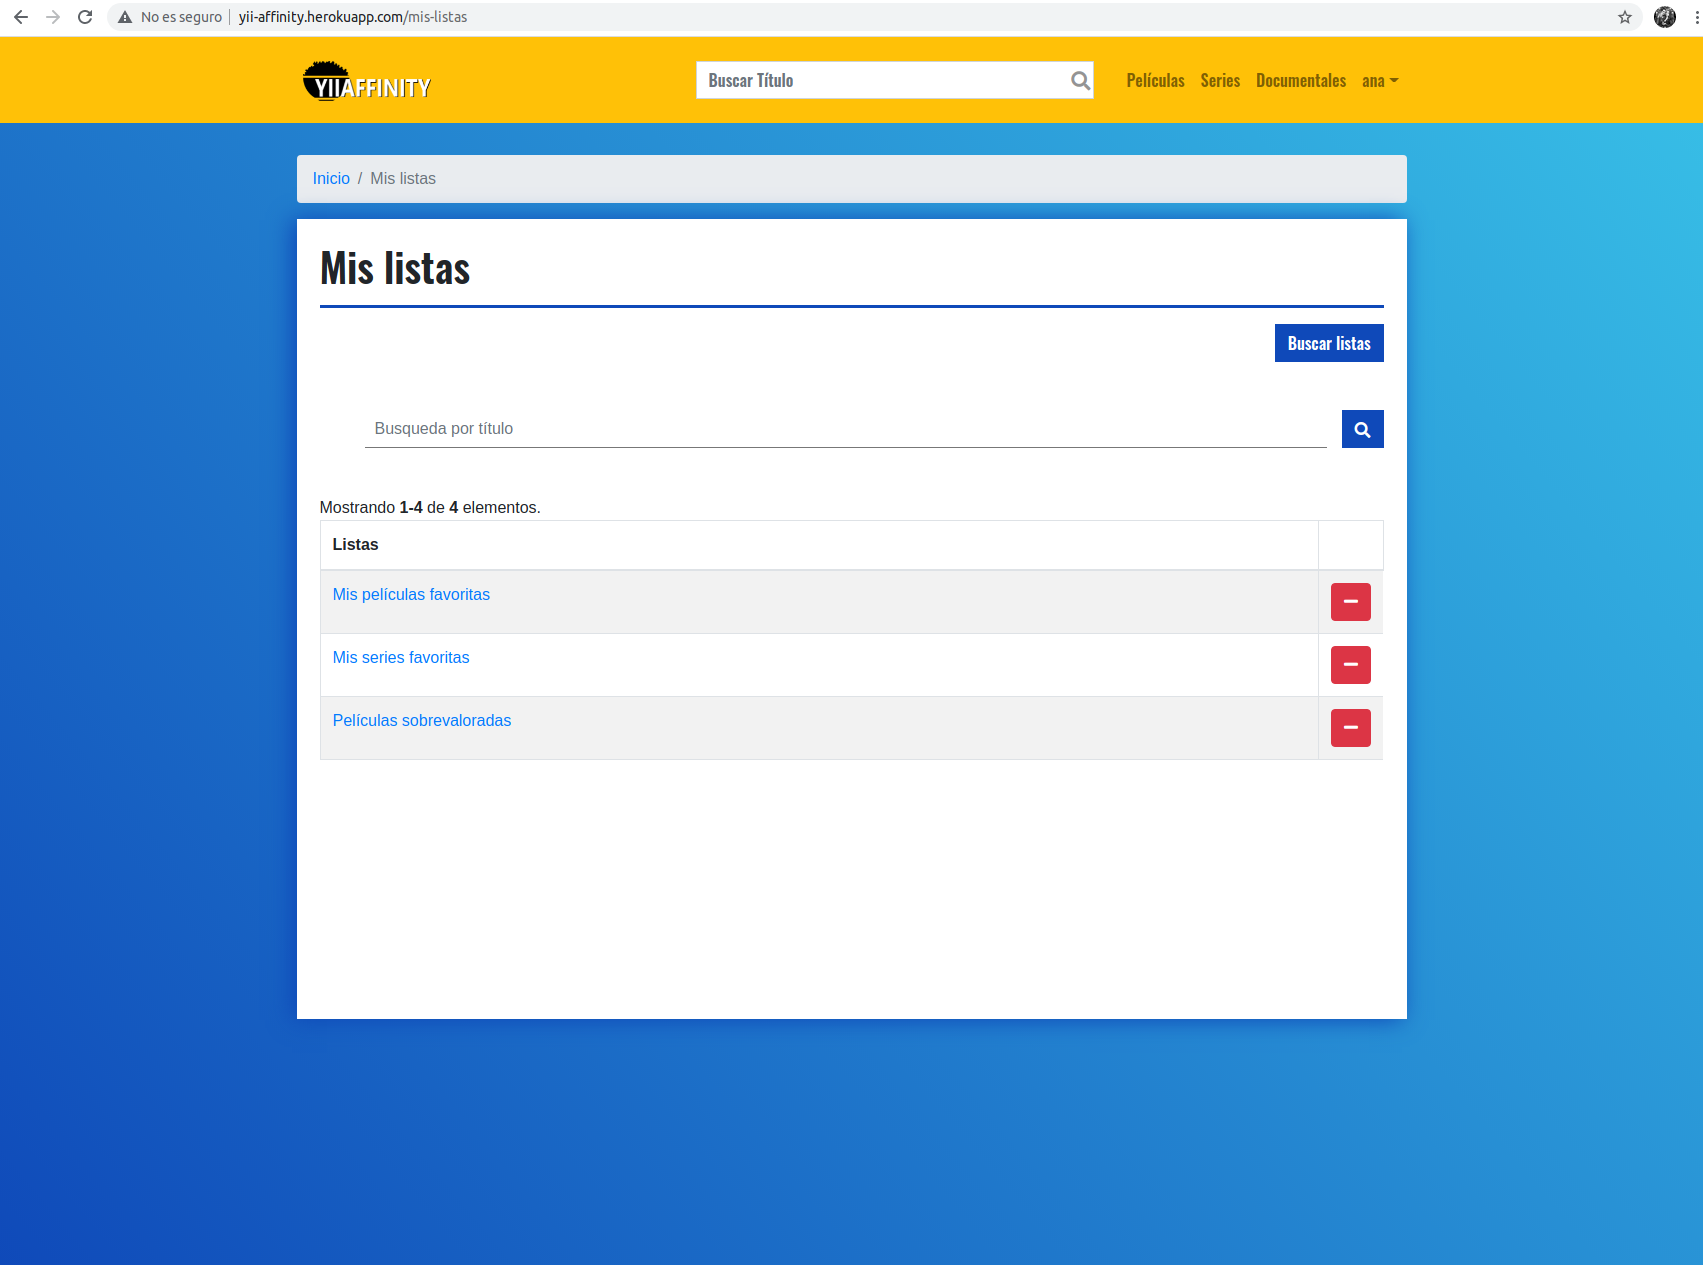 No es seguro yii-affinity.herokuapp.com/mis-listas
YIIAFFINITY
Buscar Título
Películas Series Documentales ana
Inicio / Mis listas
Mis listas
Buscar listas
Busqueda por título
Mostrando 1-4 de 4 elementos.
Listas
Mis películas favoritas
Mis series favoritas
Películas sobrevaloradas